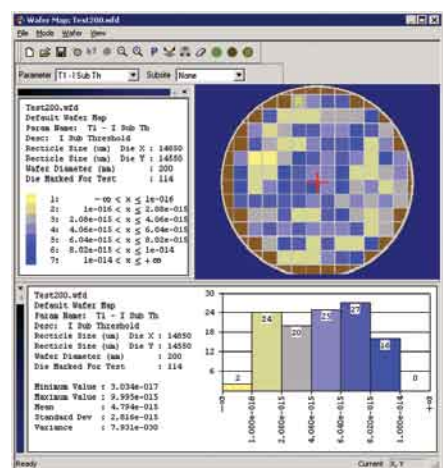 Wafer Map: Test200.wfd
File Mode Wafer View
Parameter T1 - I Sub Th Subsite None
Test200.wfd
Default Wafer Map
Param Name: T1 - I Sub Th
Desc: I Sub Threshold
Recticle Size (um) Die X : 14850
Recticle Size (um) Die Y : 14550
Wafer Diameter (mm) : 200
Die Marked For Test : 114
1: -∞ < x ≤ 1e-016
2: 1e-016 < x ≤ 2.08e-015
3: 2.08e-015 < x ≤ 4.06e-015
4: 4.06e-015 < x ≤ 6.04e-015
5: 6.04e-015 < x ≤ 8.02e-015
6: 8.02e-015 < x ≤ 1e-014
7: 1e-014 < x ≤ +∞
Test200.wfd
Default Wafer Map
Param Name: T1 - I Sub Th
Desc: I Sub Threshold
Recticle Size (um) Die X : 14850
Recticle Size (um) Die Y : 14550
Wafer Diameter (mm) : 200
Die Marked For Test : 114
Minimum Value : 3.034e-017
Maximum Value : 9.995e-015
Mean : 4.794e-015
Standard Dev : 2.816e-015
Variance : 7.931e-030
30
24
18
12
6
2
24
20
25
27
16
0
-∞
1.000e-016
2.080e-015
4.060e-015
6.040e-015
8.020e-015
1.000e-014
+∞
Ready
Current X, Y